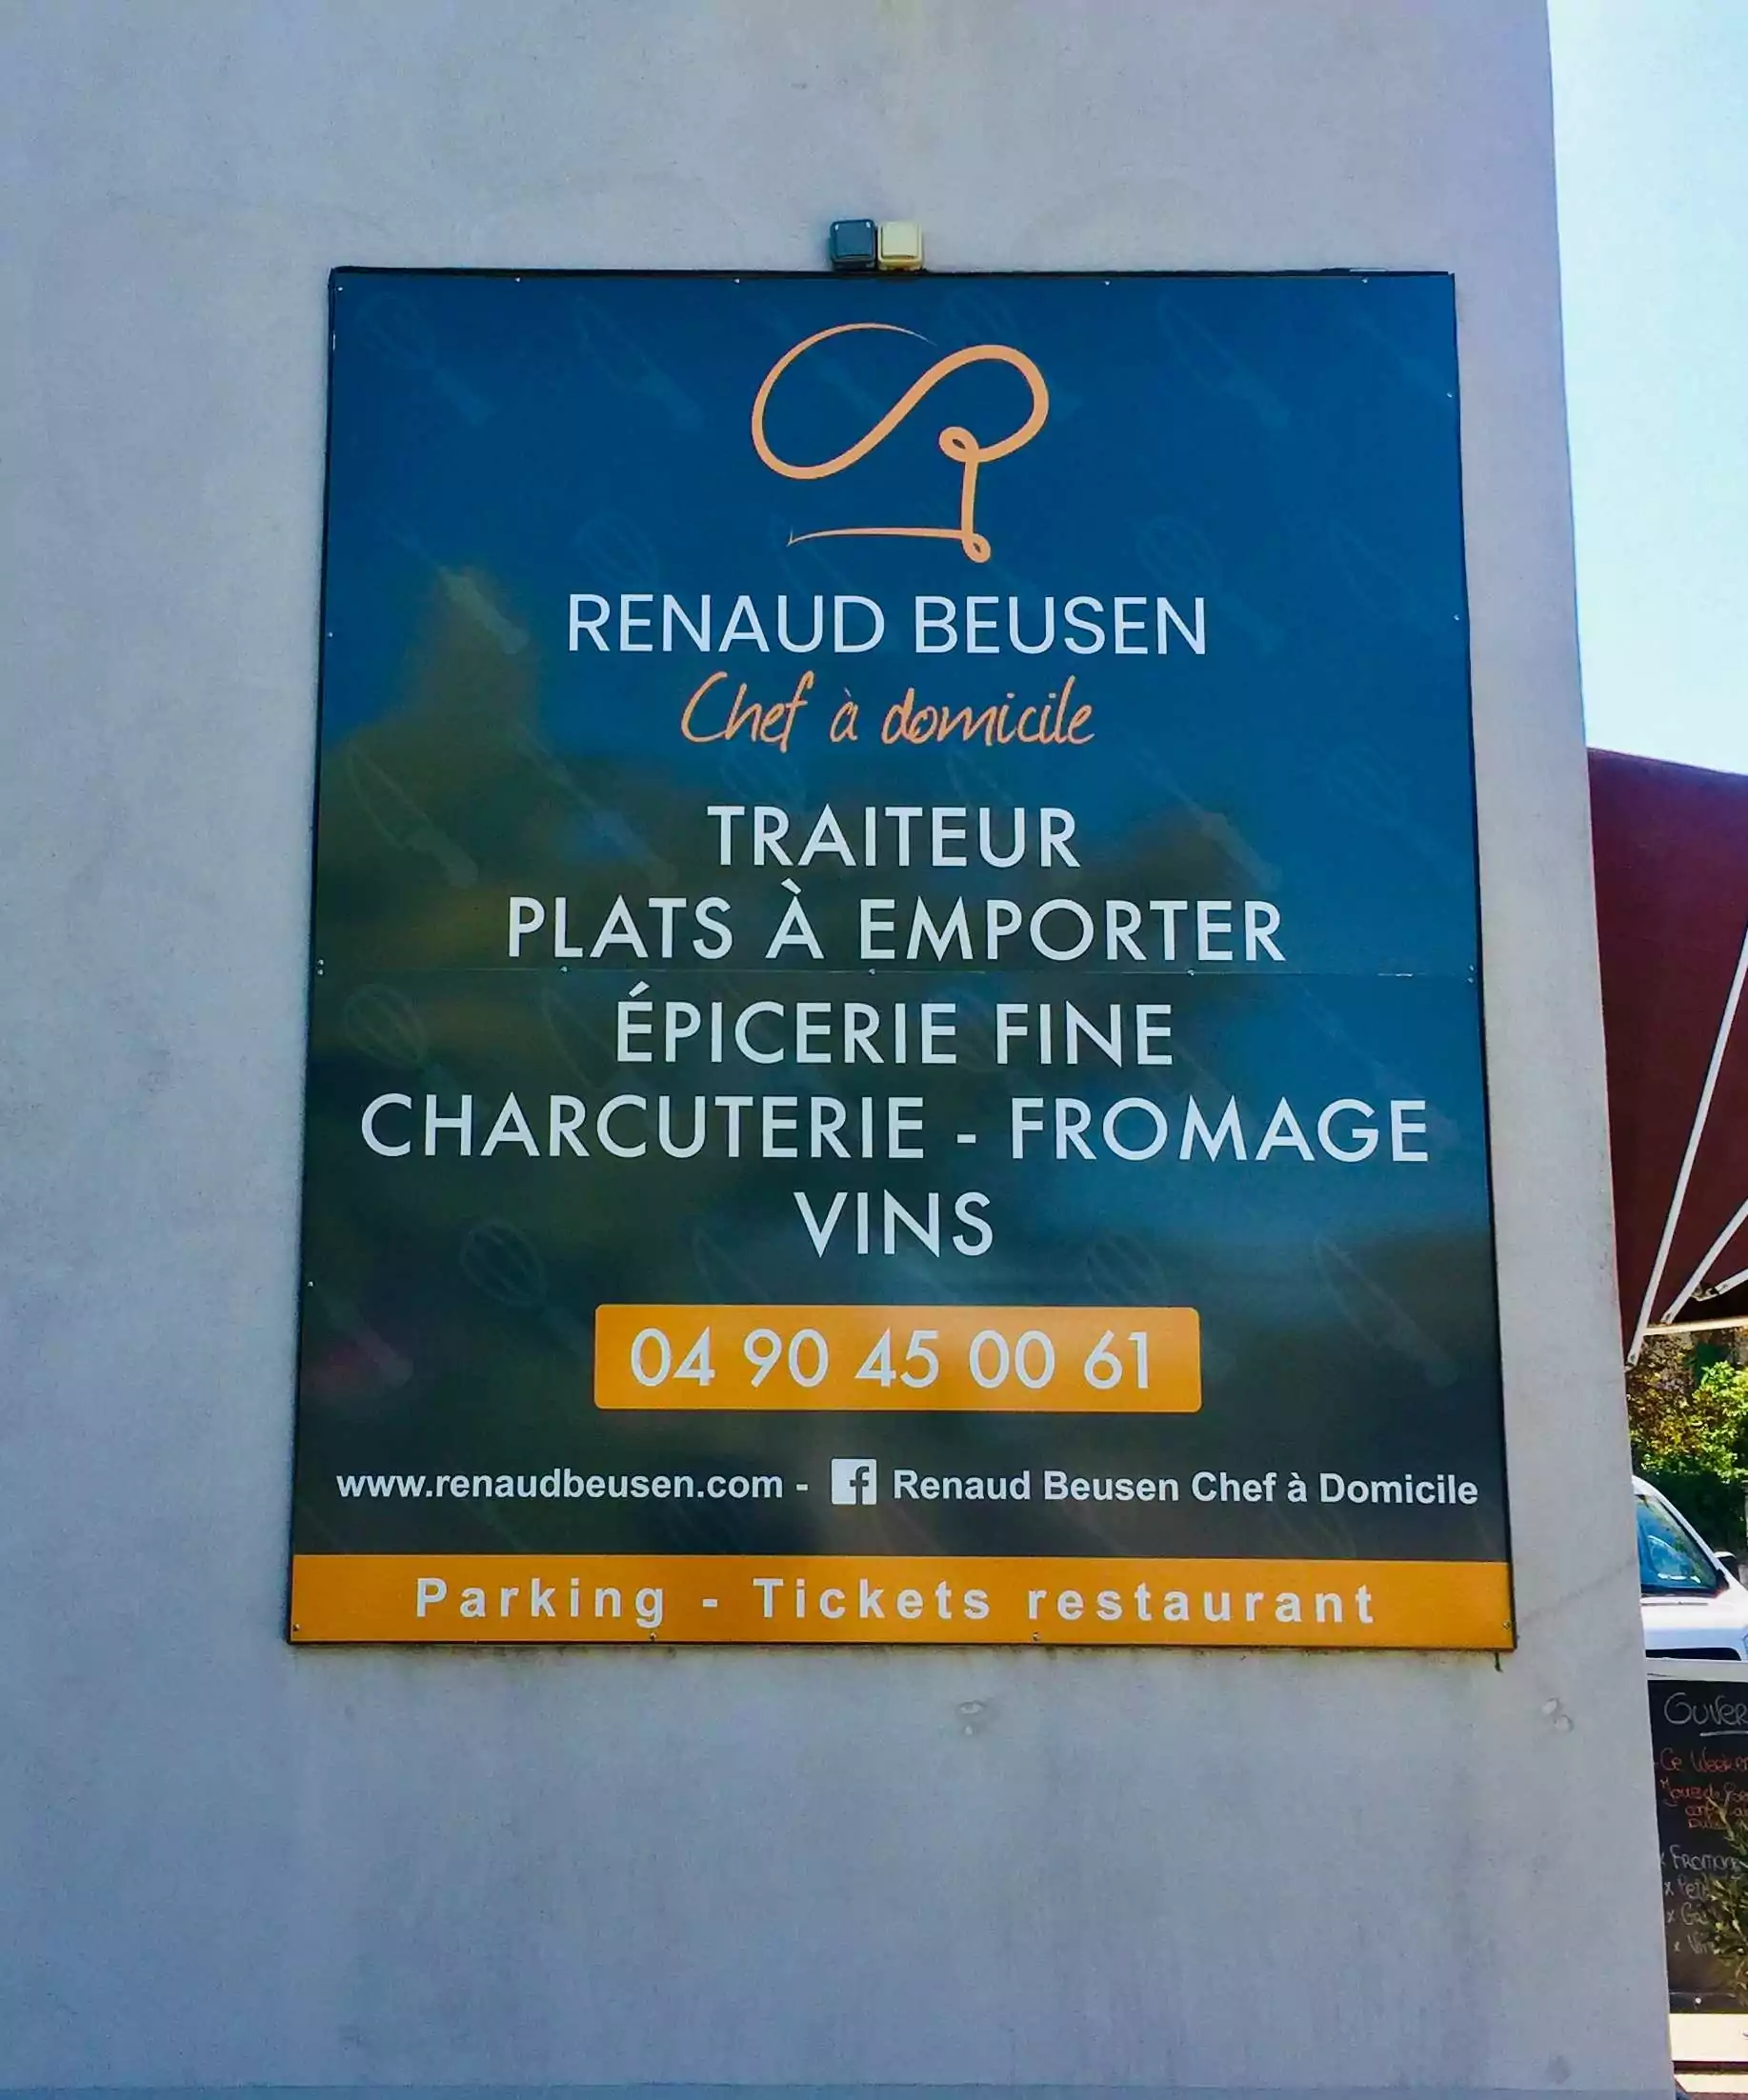 RENAUD BEUSEN
Chef à domicile
TRAITEUR
PLATS À EMPORTER
ÉPICERIE FINE
CHARCUTERIE - FROMAGE
VINS
04 90 45 00 61
www.renaudbeusen.com - f Renaud Beusen Chef à Domicile
Parking - Tickets restaurant
Ce